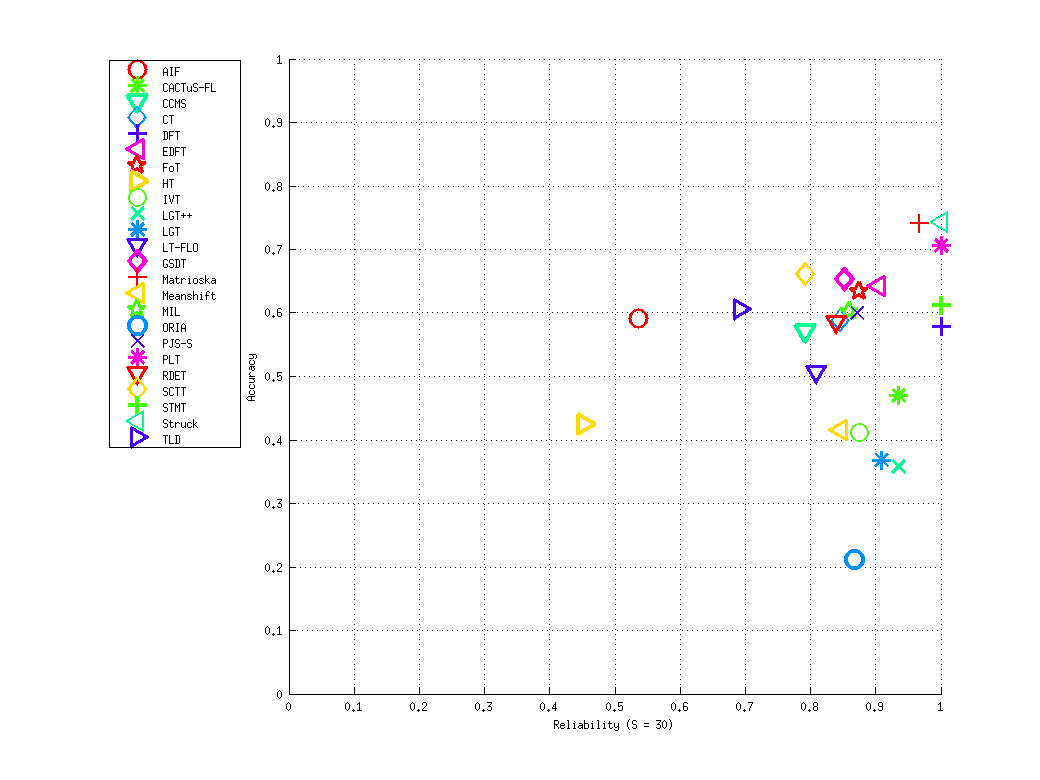 AIF
CACTuS-FL
CCMS
CT
DFT
EDFT
FoT
HT
IVT
LGT++
LGT
LT-FLO
GSDT
Matrioska
Meanshift
MIL
ORIA
PJS-S
PLT
RDET
SCTT
STMT
Struck
TLD
1
0.9
0.8
0.7
0.6
0.5
0.4
0.3
0.2
0.1
0
Accuracy
0 0.1 0.2 0.3 0.4 0.5 0.6 0.7 0.8 0.9 1
Reliability (S = 30)